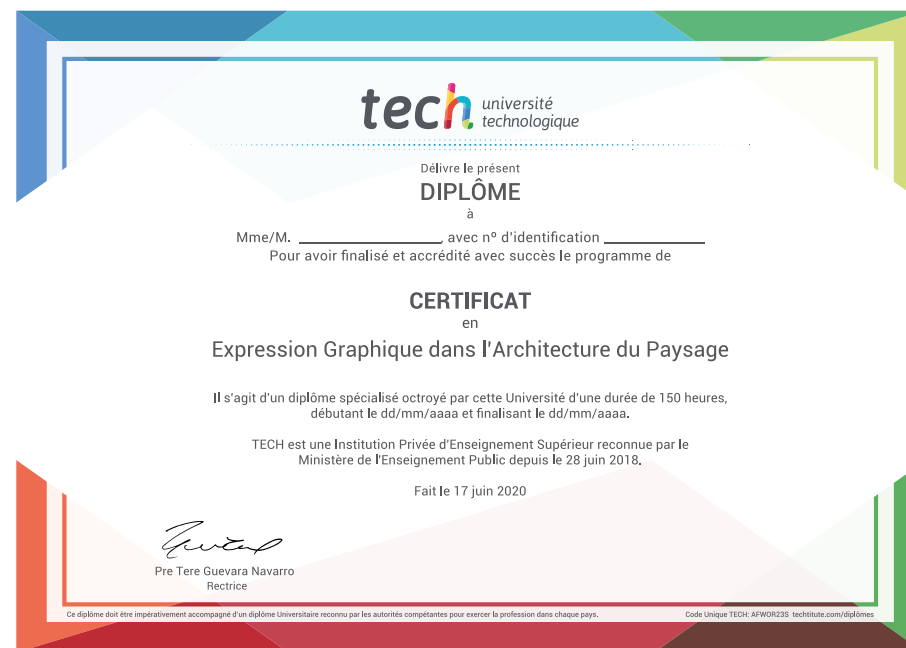 tech université
technologique
Délivre le présent
DIPLÔME
à
Mme/M. ____________________, avec nº d'identification ______________
Pour avoir finalisé et accrédité avec succès le programme de
CERTIFICAT
en
Expression Graphique dans l'Architecture du Paysage
Il s'agit d'un diplôme spécialisé octroyé par cette Université d'une durée de 150 heures,
débutant le dd/mm/aaaa et finalisant le dd/mm/aaaa.
TECH est une Institution Privée d'Enseignement Supérieur reconnue par le
Ministère de l'Enseignement Public depuis le 28 juin 2018.
Fait le 17 juin 2020
Pre Tere Guevara Navarro
Rectrice
Ce diplôme doit être impérativement accompagné d'un diplôme Universitaire reconnu par les autorités compétentes pour exercer la profession dans chaque pays.
Code Unique TECH: AFWOR23S techtitute.com/diplômes